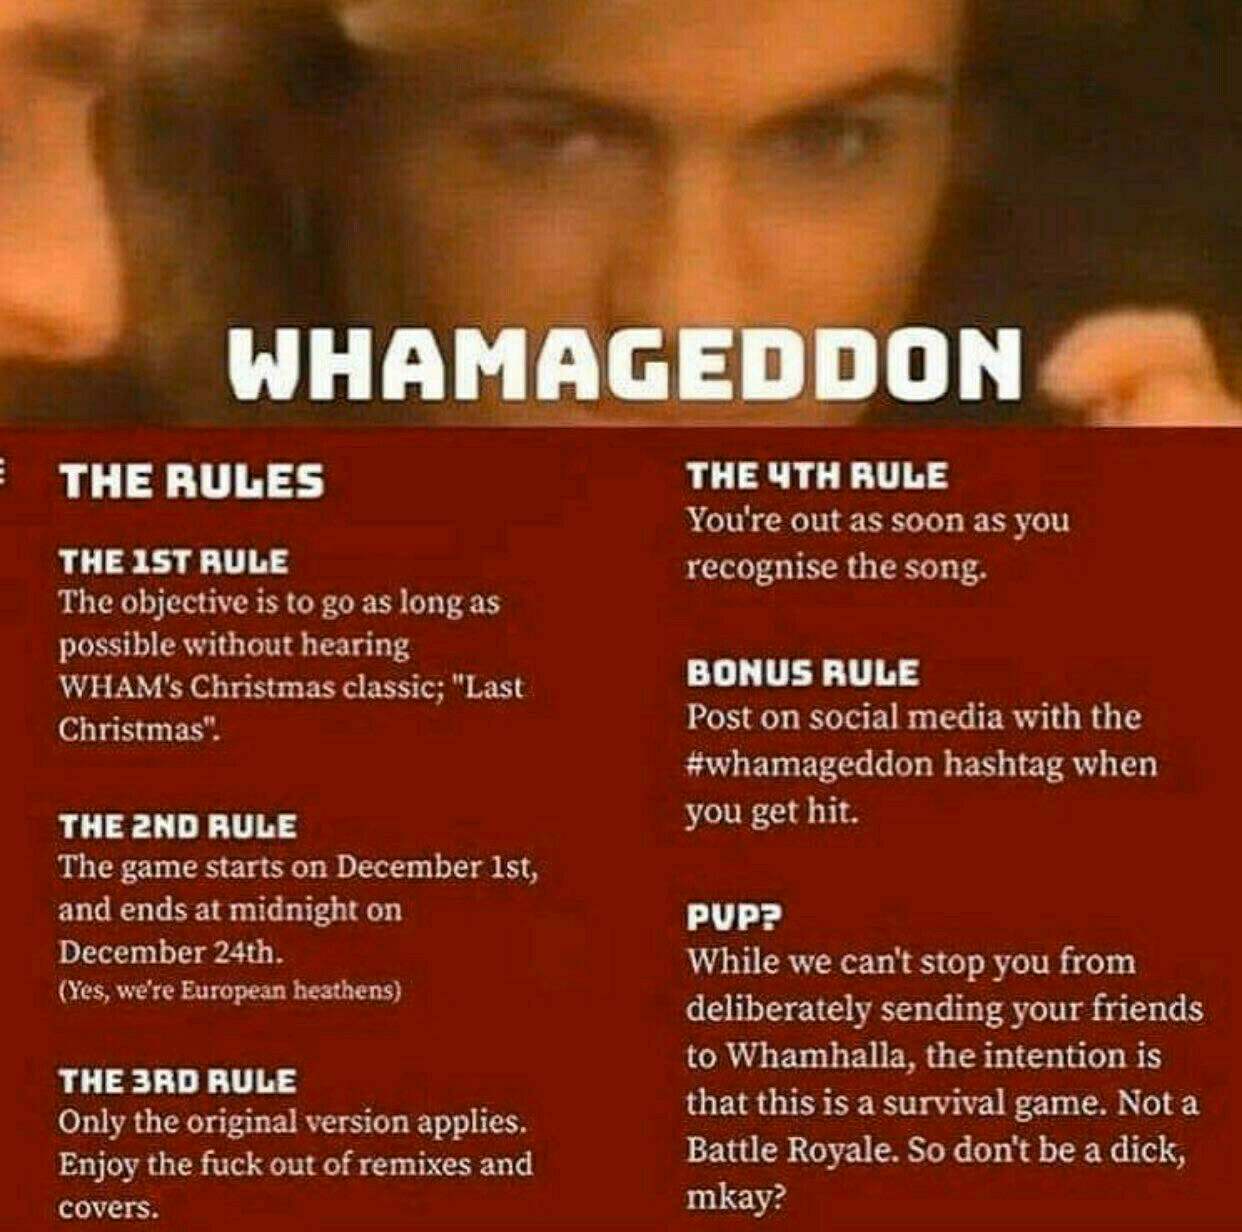 WHAMAGEDDON
THE RULES
THE 1ST RULE
The objective is to go as long as
possible without hearing
WHAM's Christmas classic; "Last
Christmas".
THE 2ND RULE
The game starts on December 1st,
and ends at midnight on
December 24th.
(Yes, we're European heathens)
THE 3RD RULE
Only the original version applies.
Enjoy the fuck out of remixes and
covers.
THE 4TH RULE
You're out as soon as you
recognise the song.
BONUS RULE
Post on social media with the
#whamageddon hashtag when
you get hit.
PVP?
While we can't stop you from
deliberately sending your friends
to Whamhalla, the intention is
that this is a survival game. Not a
Battle Royale. So don't be a dick,
mkay?